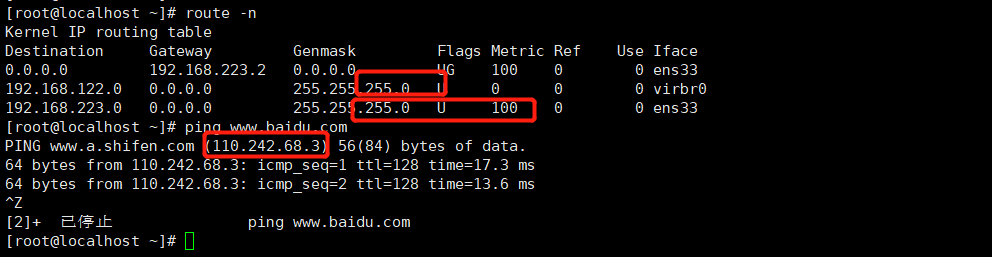 [root@localhost ~]# route -n
Kernel IP routing table
Destination     Gateway         Genmask         Flags Metric Ref    Use Iface
0.0.0.0         192.168.223.2   0.0.0.0         UG    100    0        0 ens33
192.168.122.0   0.0.0.0         255.255.255.0   U     0      0        0 virbr0
192.168.223.0   0.0.0.0         255.255.255.0   U     100    0        0 ens33
[root@localhost ~]# ping www.baidu.com
PING www.a.shifen.com (110.242.68.3) 56(84) bytes of data.
64 bytes from 110.242.68.3: icmp_seq=1 ttl=128 time=17.3 ms
64 bytes from 110.242.68.3: icmp_seq=2 ttl=128 time=13.6 ms
^Z
[2]+  已停止               ping www.baidu.com
[root@localhost ~]#